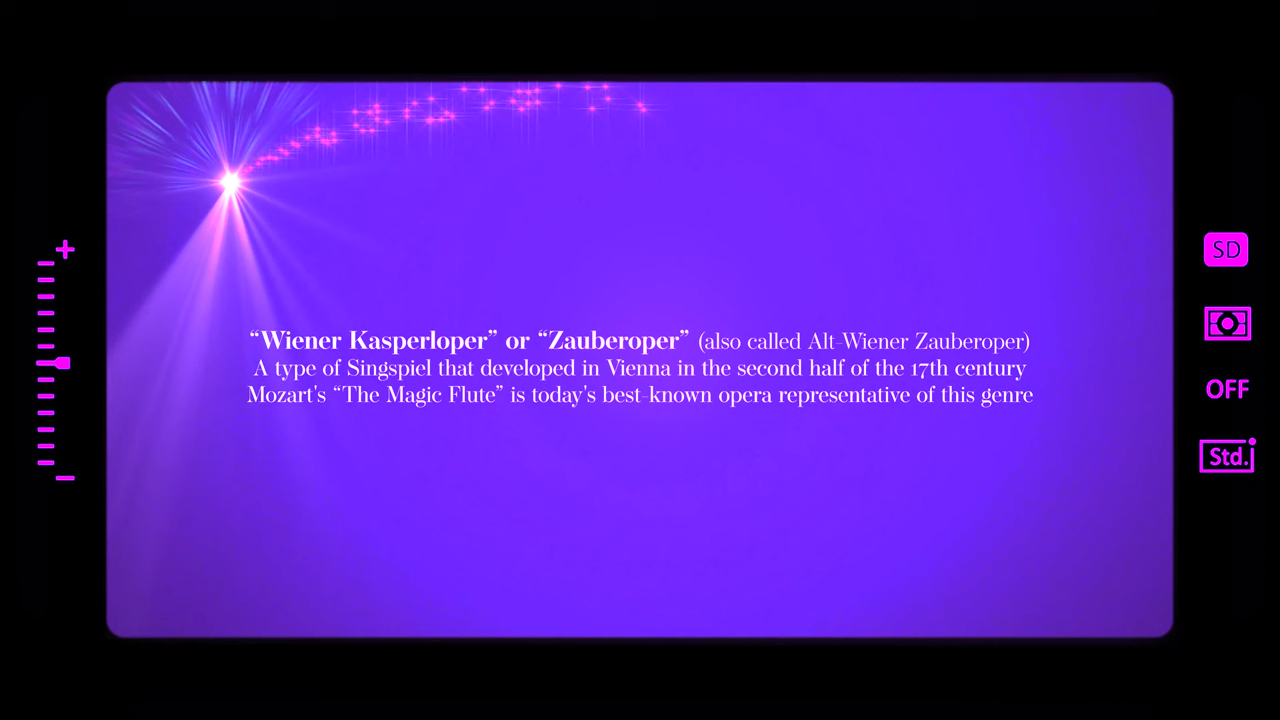 “Wiener Kasperloper” or “Zauberoper” (also called Alt-Wiener Zauberoper)
A type of Singspiel that developed in Vienna in the second half of the 17th century
Mozart's “The Magic Flute” is today's best-known opera representative of this genre
SD
OFF
Std.